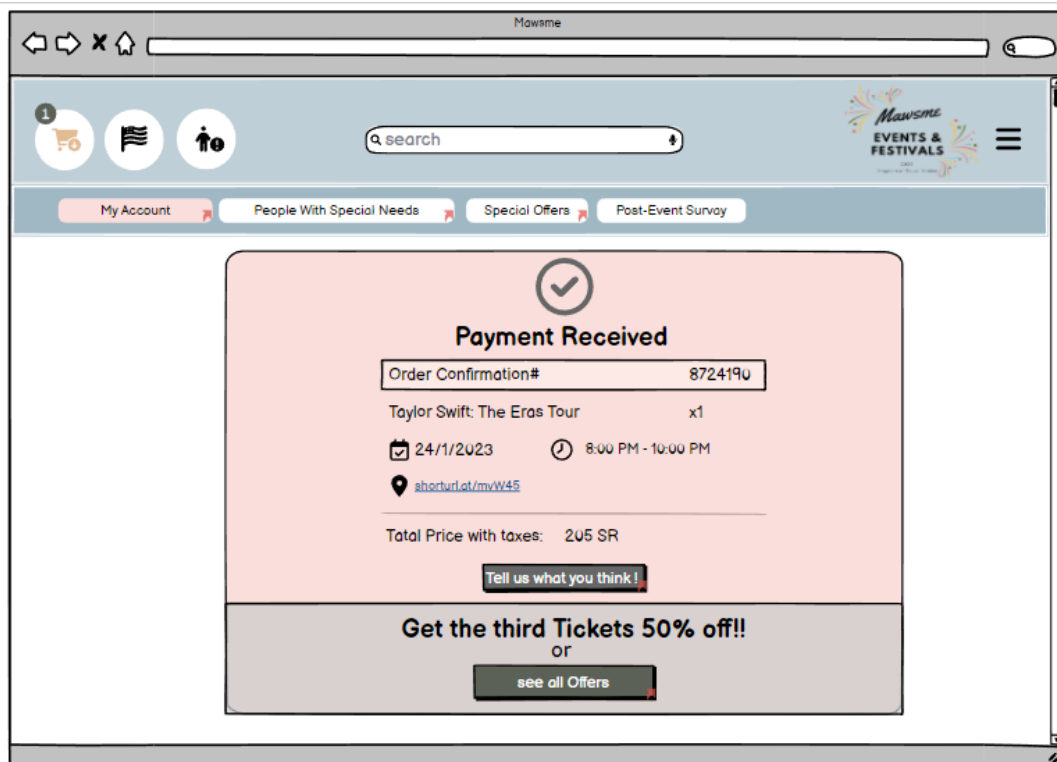 Mawsme
1
search
Mawsme
EVENTS &
FESTIVALS
My Account
People With Special Needs
Special Offers
Post-Event Survay
Payment Received
Order Confirmation# 8724190
Taylor Swift: The Eras Tour x1
24/1/2023 8:00 PM - 10:00 PM
shorturl.at/mvW45
Tatal Price with taxes: 205 SR
Tell us what you think !
Get the third Tickets 50% off!!
or
see all Offers